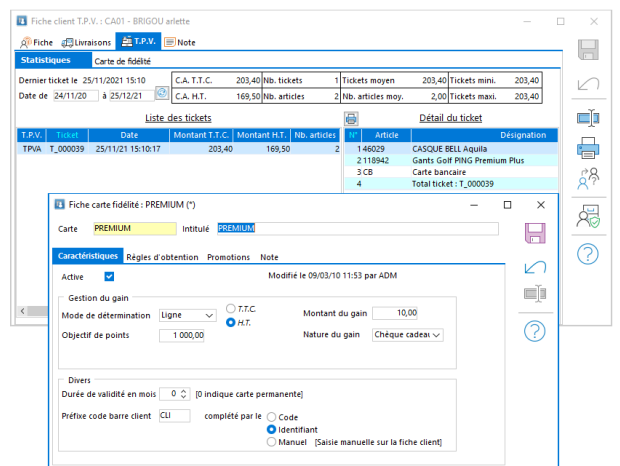 Fiche client T.P.V. : CA01 - BRIGOU arlette
Fiche Livraisons T.P.V. Note
Statistiques Carte de fidélité
Dernier ticket le 25/11/2021 15:10 C.A. T.T.C. 203,40 Nb. tickets 1 Tickets moyen 203,40 Tickets mini. 203,40
Date de 24/11/20 à 25/12/21 C.A. H.T. 169,50 Nb. articles 2 Nb. articles moy. 2,00 Tickets maxi. 203,40
Liste des tickets Détail du ticket
T.P.V. Ticket Date Montant T.T.C. Montant H.T. Nb. articles N° Article Désignation
TPVA T_000039 25/11/21 15:10:17 203,40 169,50 2 1 46029 CASQUE BELL Aquila
2 118942 Gants Golf PING Premium Plus
3 CB Carte bancaire
4 Total ticket : T_000039
Fiche carte fidélité : PREMIUM (*)
Carte PREMIUM Intitulé PREMIUM
Caractéristiques Règles d'obtention Promotions Note
Active Modifié le 09/03/10 11:53 par ADM
Gestion du gain
Mode de détermination Ligne T.T.C. H.T. Montant du gain 10,00
Objectif de points 1 000,00 Nature du gain Chèque cadeau
Divers
Durée de validité en mois 0 [0 indique carte permanente]
Préfixe code barre client CLI complété par le Code
Identifiant
Manuel [Saisie manuelle sur la fiche client]